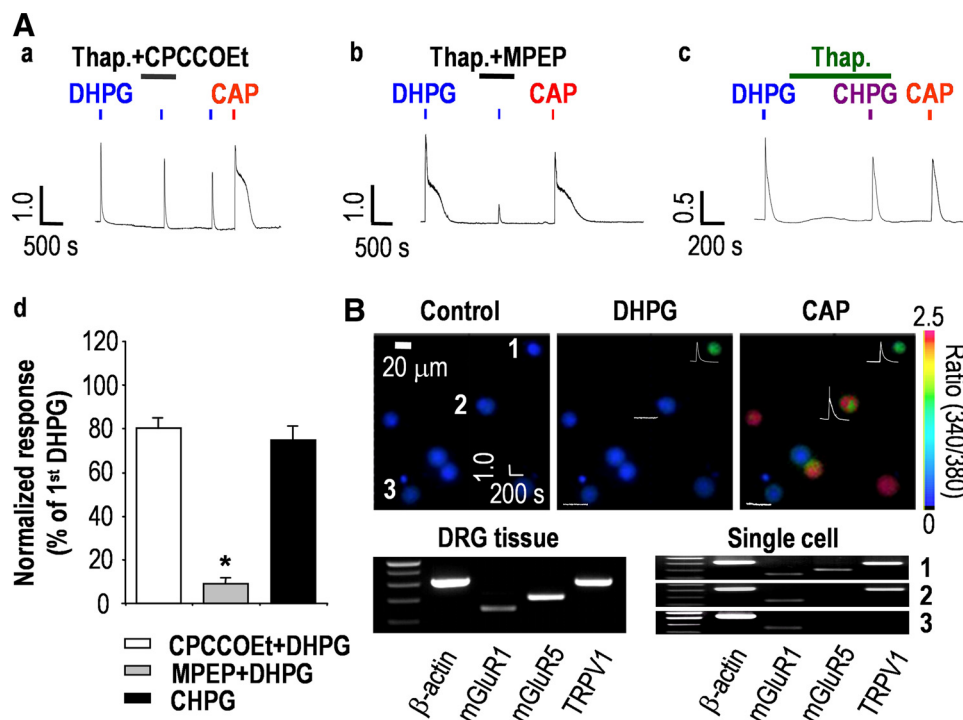 A
a
Thap.+CPCCOEt
DHPG
CAP
1.0
500 s
b
Thap.+MPEP
DHPG
CAP
1.0
500 s
c
Thap.
DHPG
CHPG
CAP
0.5
200 s
d
Normalized response
(% of 1st DHPG)
120
100
80
60
40
20
0
*
CPCCOEt+DHPG
MPEP+DHPG
CHPG
B
Control
DHPG
CAP
20 μm
1
2
3
1.0
200 s
2.5
Ratio (340/380)
0
DRG tissue
β-actin
mGluR1
mGluR5
TRPV1
Single cell
1
2
3
β-actin
mGluR1
mGluR5
TRPV1